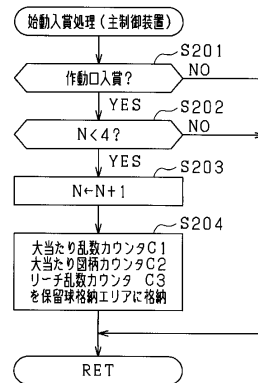 始動入賞処理(主制御装置)
S201
作動口入賞?
NO
YES
S202
N<4?
NO
YES
S203
N←N+1
S204
大当たり乱数カウンタC1
大当たり図柄カウンタC2
リーチ乱数カウンタ C3
を保留球格納エリアに格納
RET